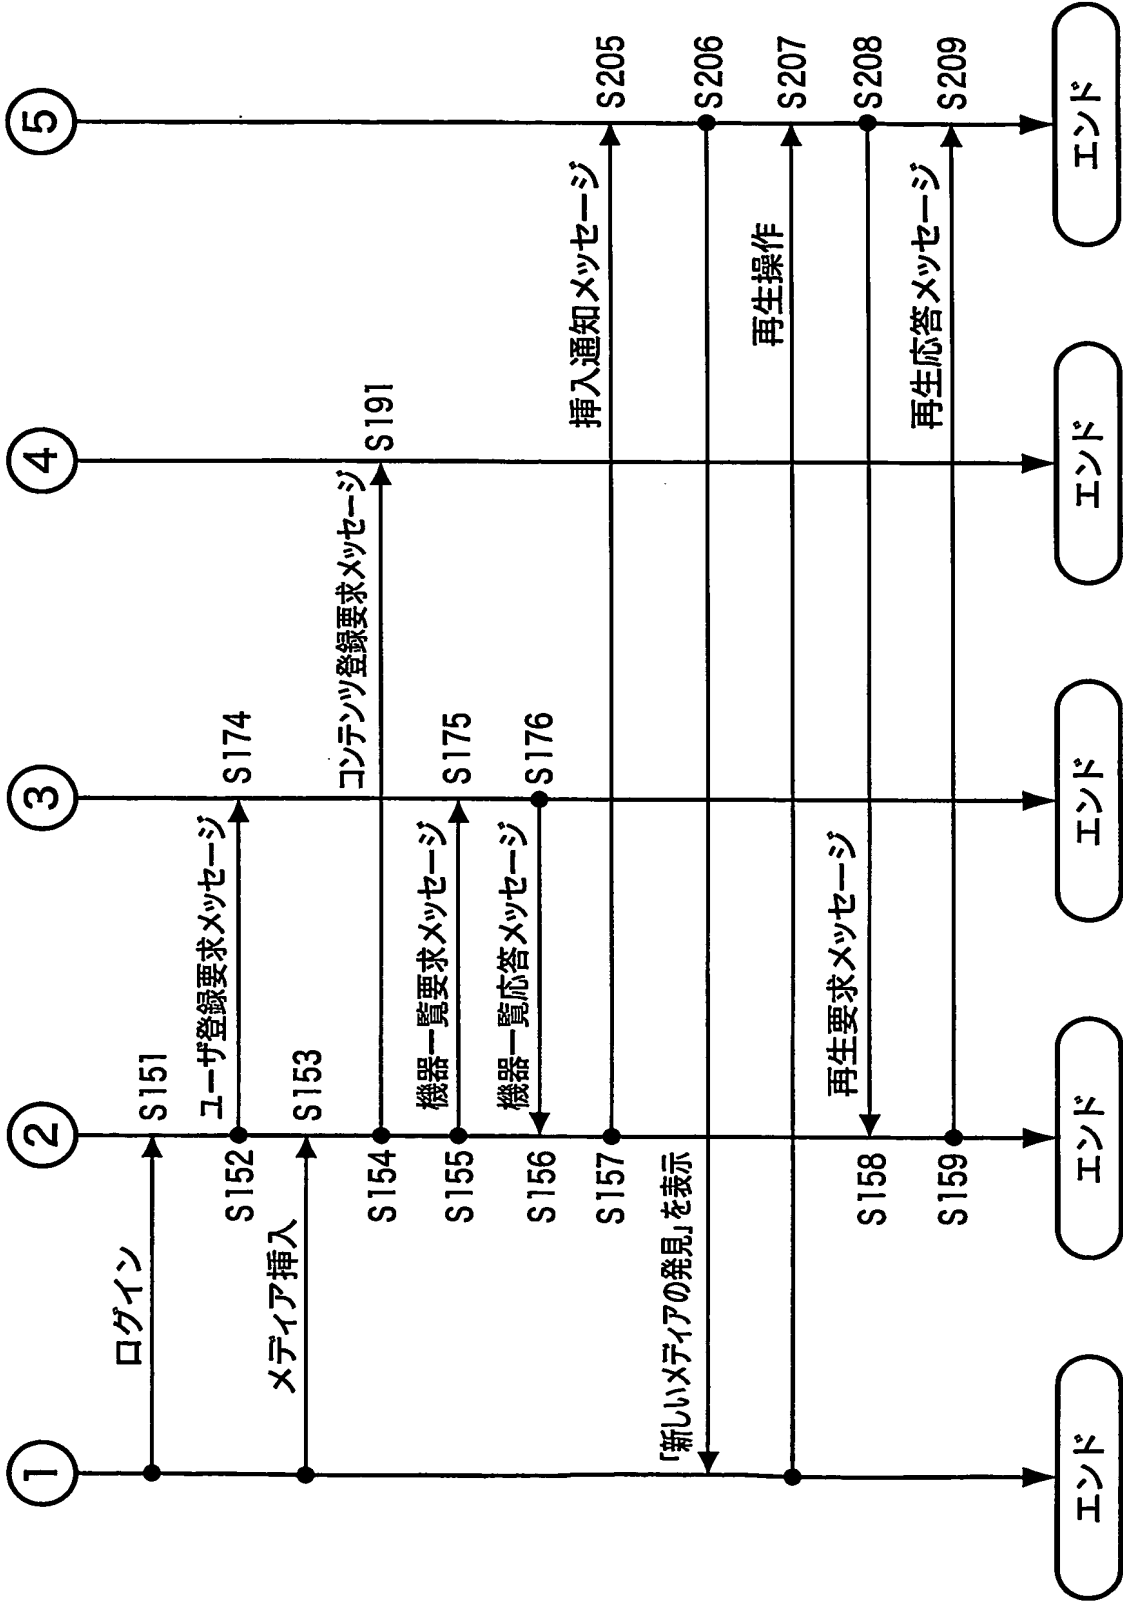 1
2
3
4
5
ログイン
S151
ユーザ登録要求メッセージ
S152
S174
メディア挿入
S153
コンテンツ登録要求メッセージ
S154
S191
機器一覧要求メッセージ
S155
S175
機器一覧応答メッセージ
S156
S176
挿入通知メッセージ
S157
S205
「新しいメディアの発見」を表示
S206
再生操作
S207
再生要求メッセージ
S158
S208
再生応答メッセージ
S159
S209
エンド
エンド
エンド
エンド
エンド